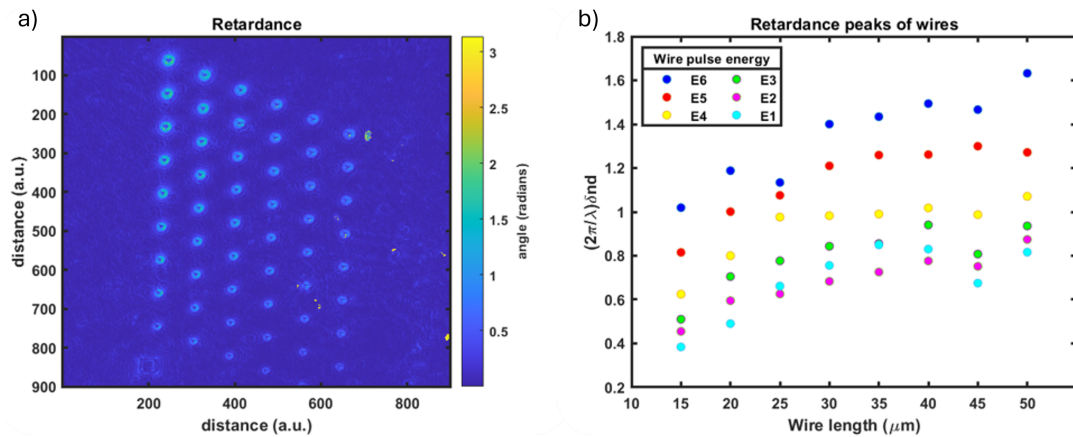 a)
Retardance
100
200
300
400
500
600
700
800
900
200
400
600
800
distance (a.u.)
distance (a.u.)
3
2.5
2
1.5
1
0.5
angle (radians)
b)
Retardance peaks of wires
Wire pulse energy
E6 E3
E5 E2
E4 E1
1.8
1.6
1.4
1.2
1
0.8
0.6
0.4
0.2
(2π/λ)δnd
10 15 20 25 30 35 40 45 50
Wire length (μm)